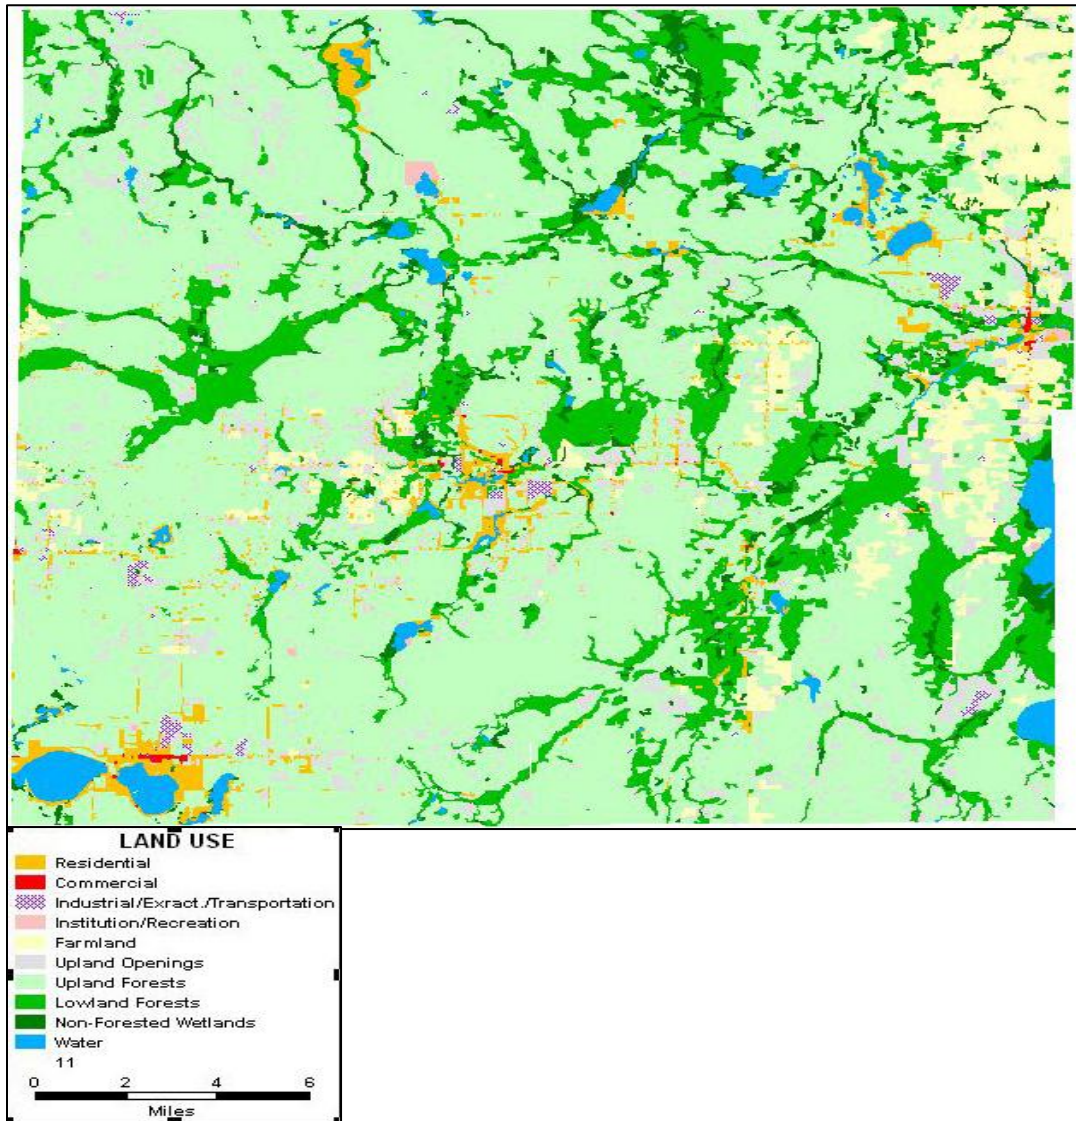 LAND USE
Residential
Commercial
Industrial/Exract./Transportation
Institution/Recreation
Farmland
Upland Openings
Upland Forests
Lowland Forests
Non-Forested Wetlands
Water
11
0 2 4 6
Miles